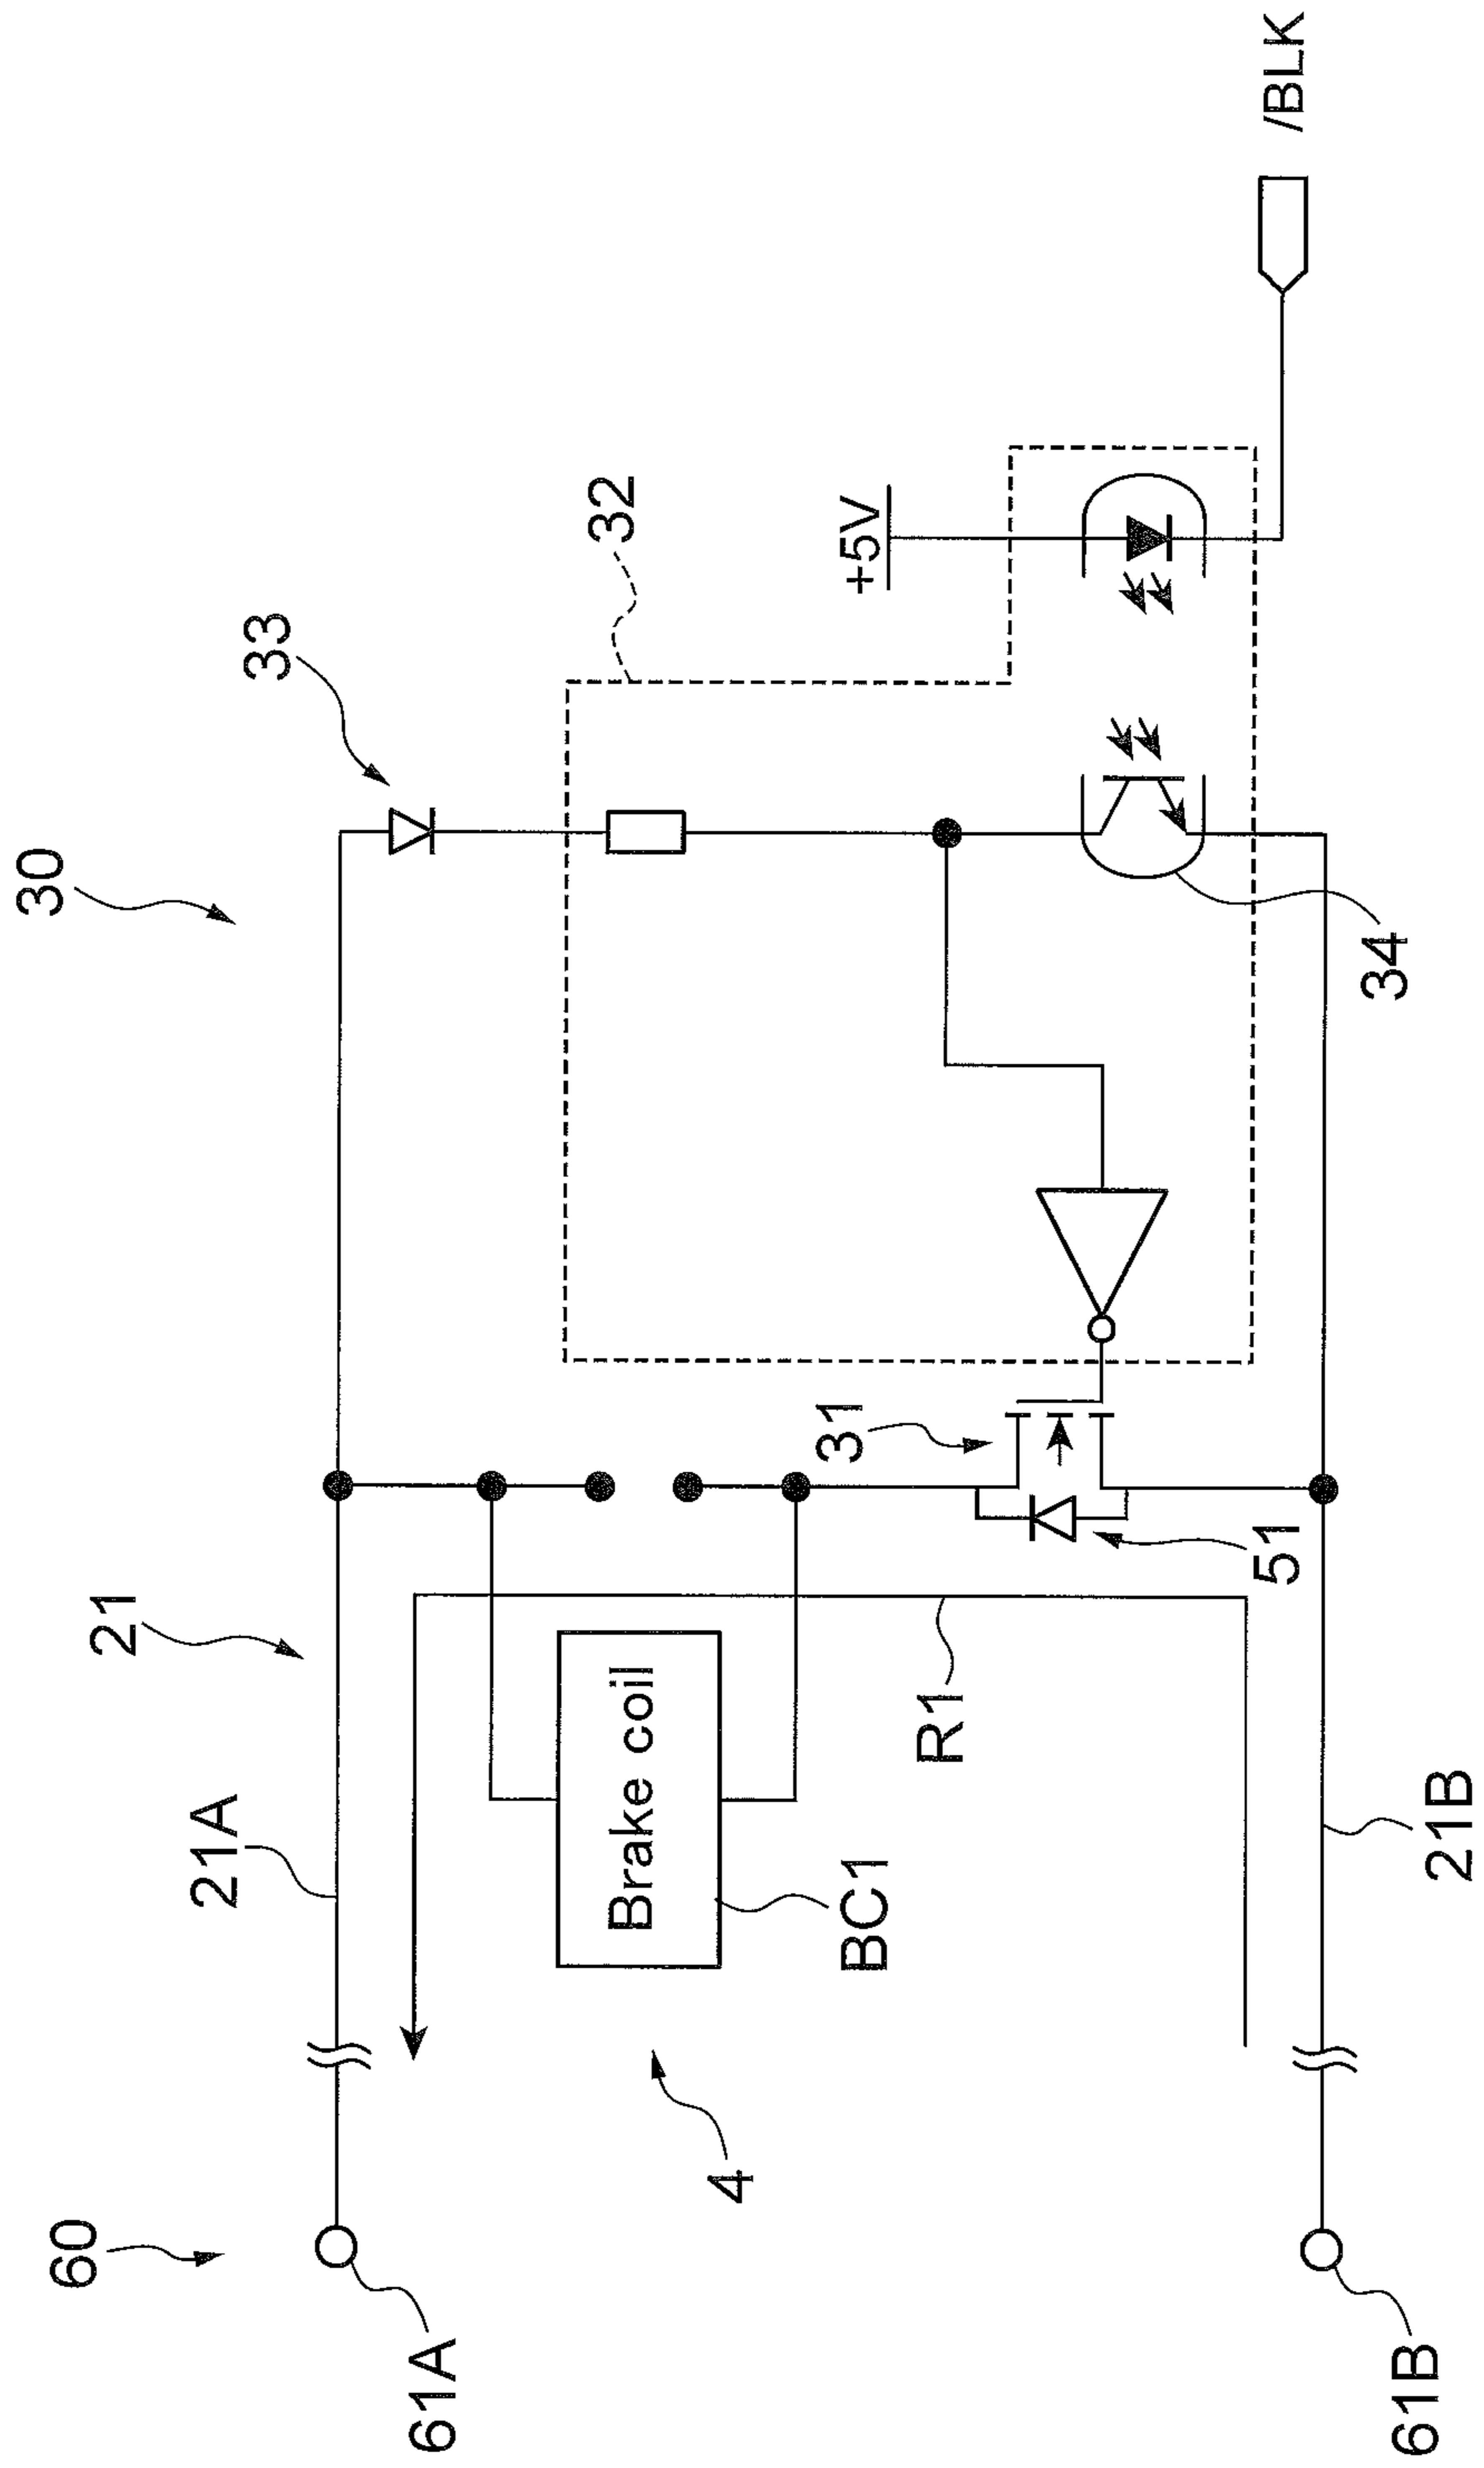 60
61A
21A
21
30
33
32
4
Brake coil
BC1
R1
31
51
+5V
34
61B
21B
/BLK